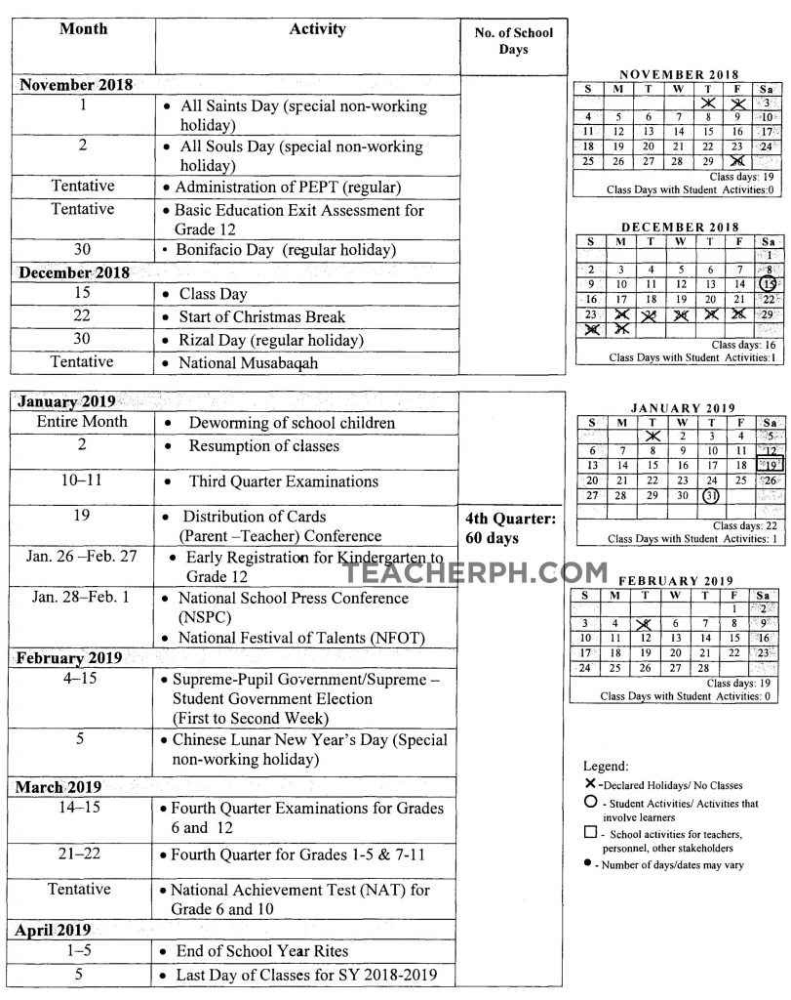 Month Activity No. of School
Days
November 2018
1 • All Saints Day (special non-working
holiday)
2 • All Souls Day (special non-working
holiday)
Tentative • Administration of PEPT (regular)
Tentative • Basic Education Exit Assessment for
Grade 12
30 • Bonifacio Day (regular holiday)
December 2018
15 • Class Day
22 • Start of Christmas Break
30 • Rizal Day (regular holiday)
Tentative • National Musabaqah
January 2019
Entire Month • Deworming of school children
2 • Resumption of classes
10–11 • Third Quarter Examinations
19 • Distribution of Cards
(Parent –Teacher) Conference
Jan. 26 –Feb. 27 • Early Registration for Kindergarten to
Grade 12
Jan. 28–Feb. 1 • National School Press Conference
(NSPC)
• National Festival of Talents (NFOT)
4th Quarter:
60 days
February 2019
4–15 • Supreme-Pupil Government/Supreme –
Student Government Election
(First to Second Week)
5 • Chinese Lunar New Year's Day (Special
non-working holiday)
March 2019
14–15 • Fourth Quarter Examinations for Grades
6 and 12
21–22 • Fourth Quarter for Grades 1-5 & 7-11
Tentative • National Achievement Test (NAT) for
Grade 6 and 10
April 2019
1–5 • End of School Year Rites
5 • Last Day of Classes for SY 2018-2019
TEACHERPH.COM
NOVEMBER 2018
S M T W T F Sa
1 2 3
4 5 6 7 8 9 10
11 12 13 14 15 16 17
18 19 20 21 22 23 24
25 26 27 28 29 30
Class days: 19
Class Days with Student Activities:0
DECEMBER 2018
S M T W T F Sa
1
2 3 4 5 6 7 8
9 10 11 12 13 14 15
16 17 18 19 20 21 22
23 24 25 26 27 28 29
30 31
Class days: 16
Class Days with Student Activities:1
JANUARY 2019
S M T W T F Sa
1 2 3 4 5
6 7 8 9 10 11 12
13 14 15 16 17 18 19
20 21 22 23 24 25 26
27 28 29 30 31
Class days: 22
Class Days with Student Activities: 1
FEBRUARY 2019
S M T W T F Sa
1 2
3 4 5 6 7 8 9
10 11 12 13 14 15 16
17 18 19 20 21 22 23
24 25 26 27 28
Class days: 19
Class Days with Student Activities: 0
Legend:
X -Declared Holidays/ No Classes
O - Student Activities/ Activities that
involve learners
□ - School activities for teachers,
personnel, other stakeholders
● - Number of days/dates may vary